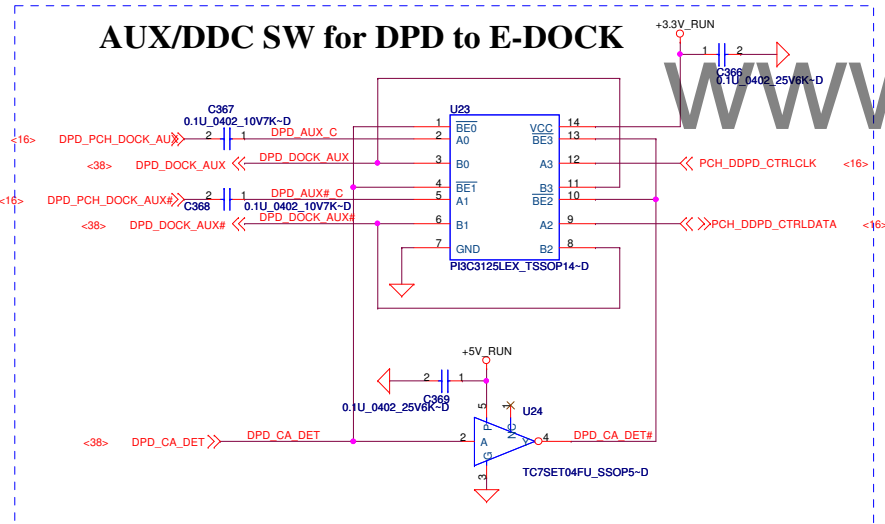 AUX/DDC SW for DPD to E-DOCK
+3.3V_RUN
1 2
C366
0.1U_0402_25V6K~D
WWW
C367
0.1U_0402_10V7K~D
<16> DPD_PCH_DOCK_AUX 2 1 DPD_AUX_C
<38> DPD_DOCK_AUX DPD_DOCK_AUX
<16> DPD_PCH_DOCK_AUX# 2 1 DPD_AUX#_C
C368 0.1U_0402_10V7K~D
<38> DPD_DOCK_AUX# DPD_DOCK_AUX#
U23
1 BE0 VCC 14
2 A0 BE3 13
3 B0 A3 12 PCH_DDPD_CTRLCLK <16>
4 BE1 B3 11
5 A1 BE2 10
6 B1 A2 9 PCH_DDPD_CTRLDATA <16>
7 GND B2 8
PI3C3125LEX_TSSOP14~D
+5V_RUN
2 1
C369
0.1U_0402_25V6K~D
U24
5 P 1 NC
<38> DPD_CA_DET DPD_CA_DET 2 A Y 4 DPD_CA_DET#
G 3
TC7SET04FU_SSOP5~D